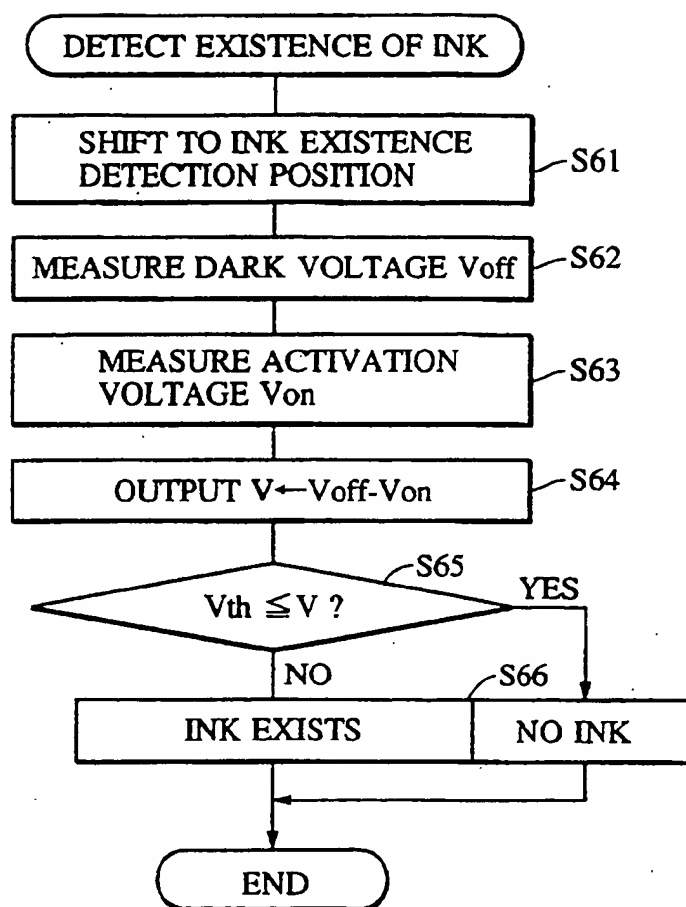 DETECT EXISTENCE OF INK
SHIFT TO INK EXISTENCE
DETECTION POSITION
S61
MEASURE DARK VOLTAGE Voff
S62
MEASURE ACTIVATION
VOLTAGE Von
S63
OUTPUT V←Voff-Von
S64
S65
Vth ≦ V ?
YES
NO
S66
INK EXISTS
NO INK
END